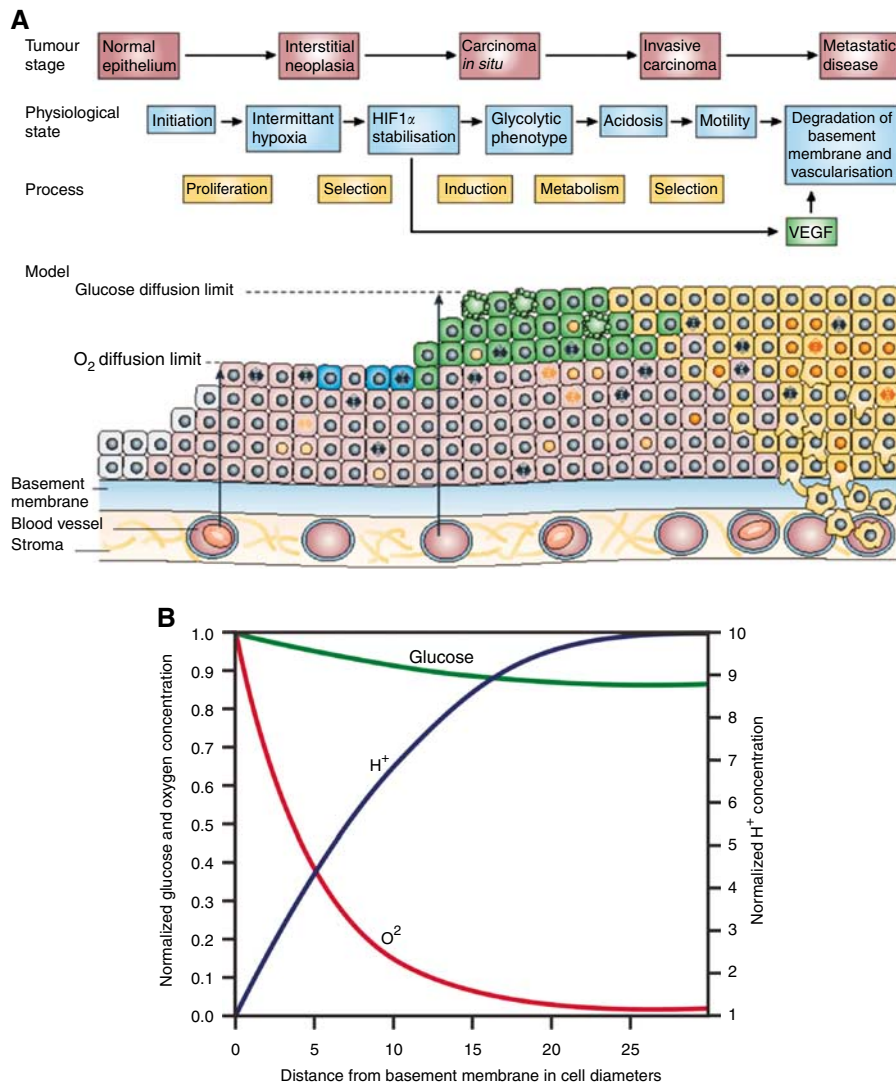 A
Tumour
stage
Normal
epithelium
Interstitial
neoplasia
Carcinoma
in situ
Invasive
carcinoma
Metastatic
disease
Physiological
state
Initiation
Intermittant
hypoxia
HIF1α
stabilisation
Glycolytic
phenotype
Acidosis
Motility
Degradation of
basement
membrane and
vascularisation
Process
Proliferation
Selection
Induction
Metabolism
Selection
VEGF
Model
Glucose diffusion limit
O2 diffusion limit
Basement
membrane
Blood vessel
Stroma
B
Normalized glucose and oxygen concentration
1.0
0.9
0.8
0.7
0.6
0.5
0.4
0.3
0.2
0.1
0.0
Glucose
H+
O2
10
9
8
7
6
5
4
3
2
1
Normalized H+ concentration
0 5 10 15 20 25
Distance from basement membrane in cell diameters